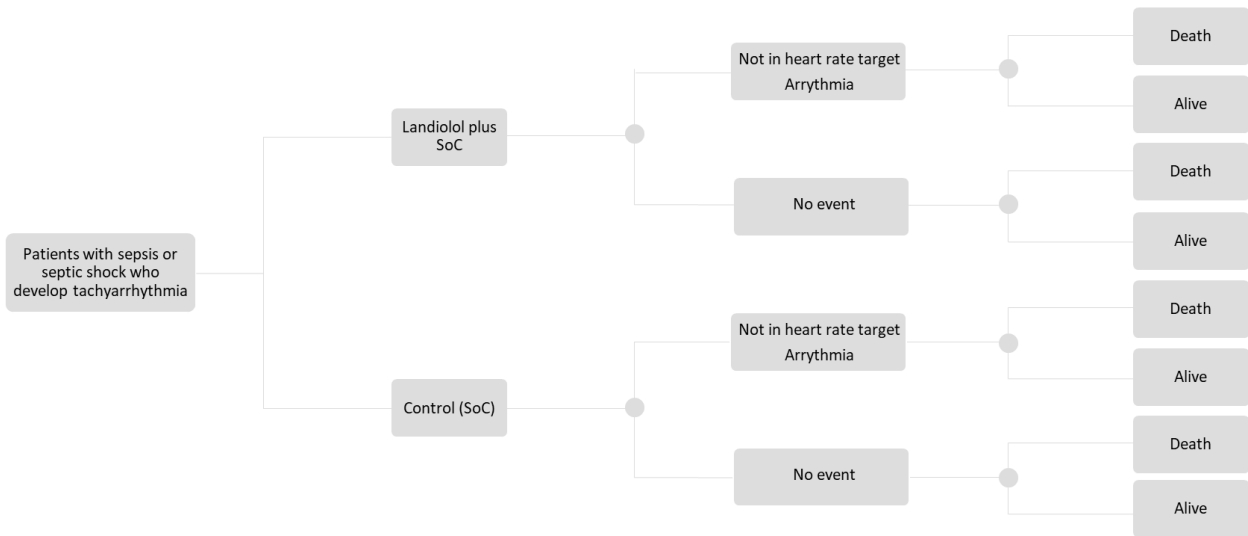 Patients with sepsis or
septic shock who
develop tachyarrhythmia
Landiolol plus
SoC
Not in heart rate target
Arrythmia
Death
Alive
No event
Death
Alive
Control (SoC)
Not in heart rate target
Arrythmia
Death
Alive
No event
Death
Alive